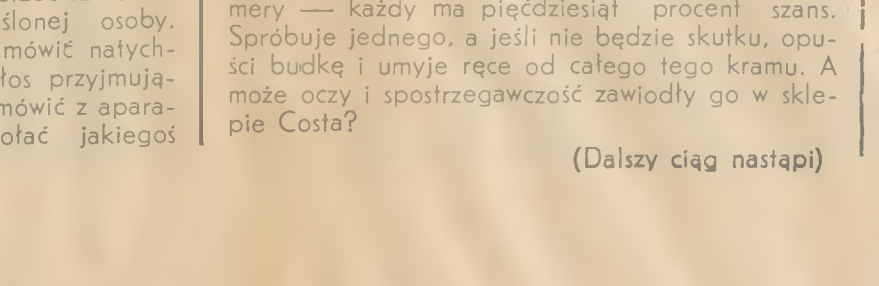 ślonej osoby.
mówić natych-
łos przyjmują-
mówić z apara-
ołać jakiegoś
mery — każdy ma pięćdziesiąt procent szans.
Spróbuje jednego, a jeśli nie będzie skutku, opu-
ści budkę i umyje ręce od całego tego kramu. A
może oczy i spostrzegawczość zawiodły go w skle-
pie Costa?
(Dalszy ciąg nastąpi)